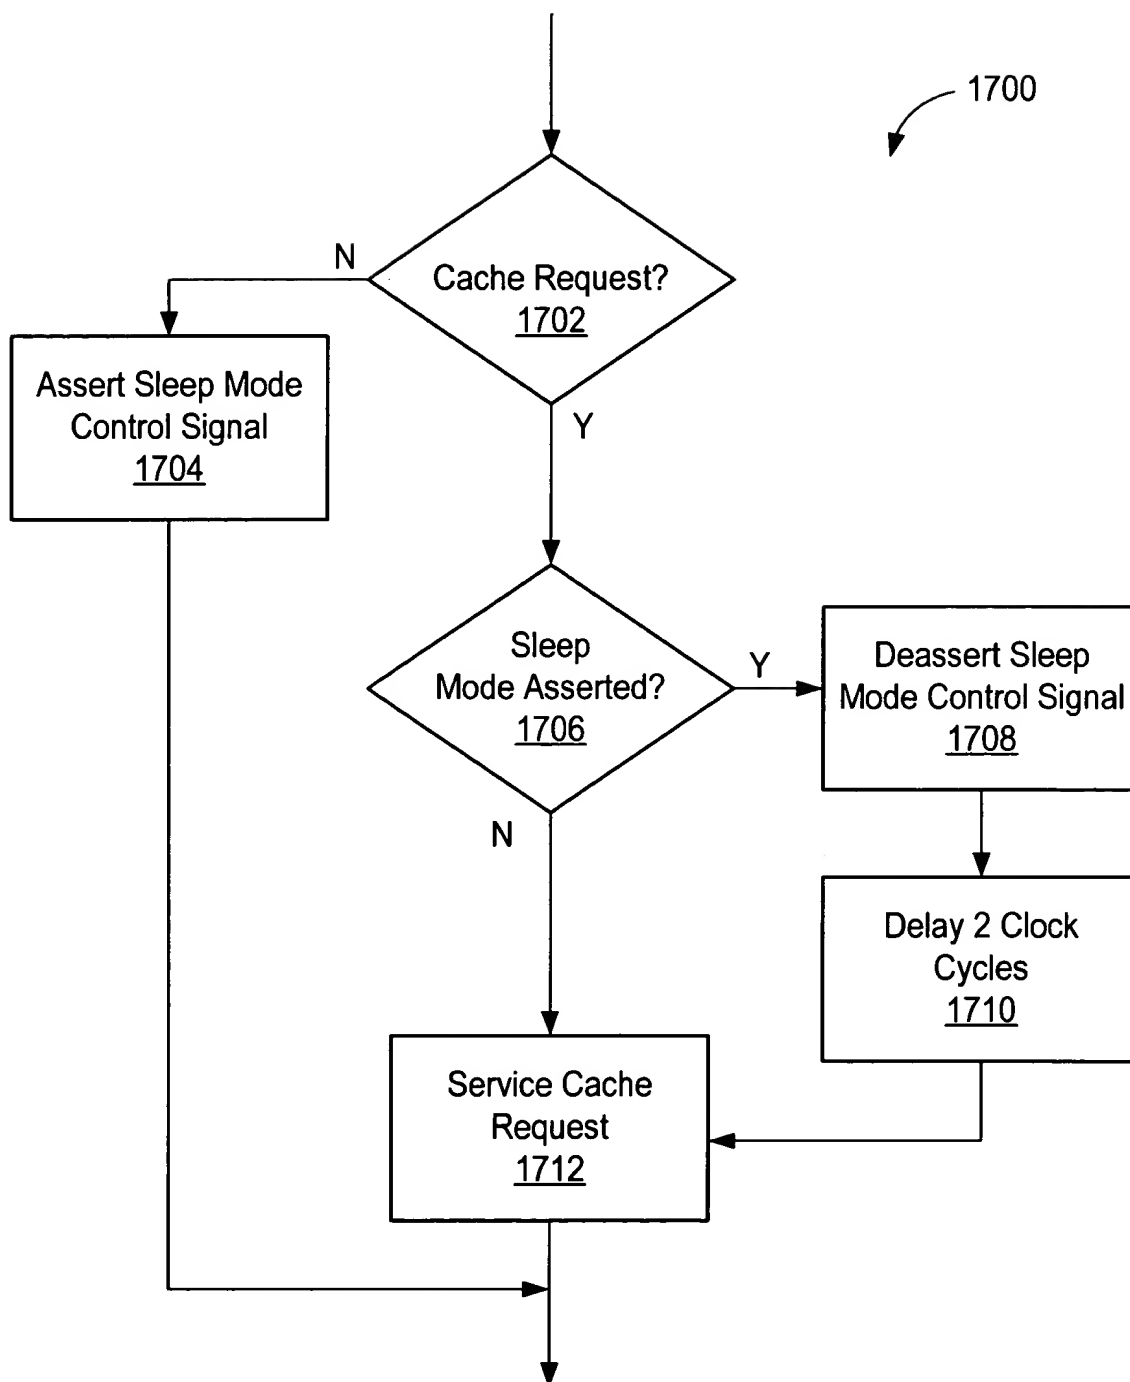 1700
N
Cache Request?
1702
Assert Sleep Mode
Control Signal
1704
Y
Sleep
Mode Asserted?
1706
Y
Deassert Sleep
Mode Control Signal
1708
N
Delay 2 Clock
Cycles
1710
Service Cache
Request
1712